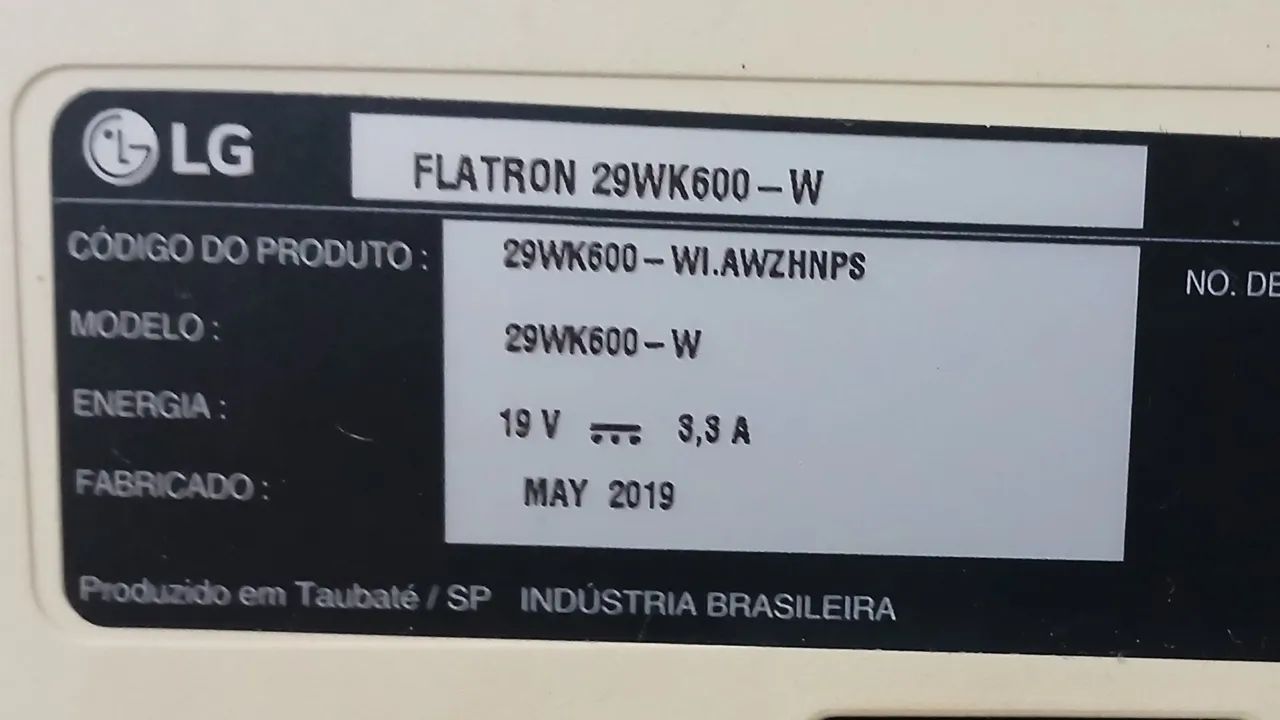 LG
FLATRON 29WK600-W
CÓDIGO DO PRODUTO : 29WK600-WI.AWZHNPS
NO. DE
MODELO : 29WK600-W
ENERGIA : 19 V ⎓ 3,3 A
FABRICADO : MAY 2019
Produzido em Taubaté / SP INDÚSTRIA BRASILEIRA